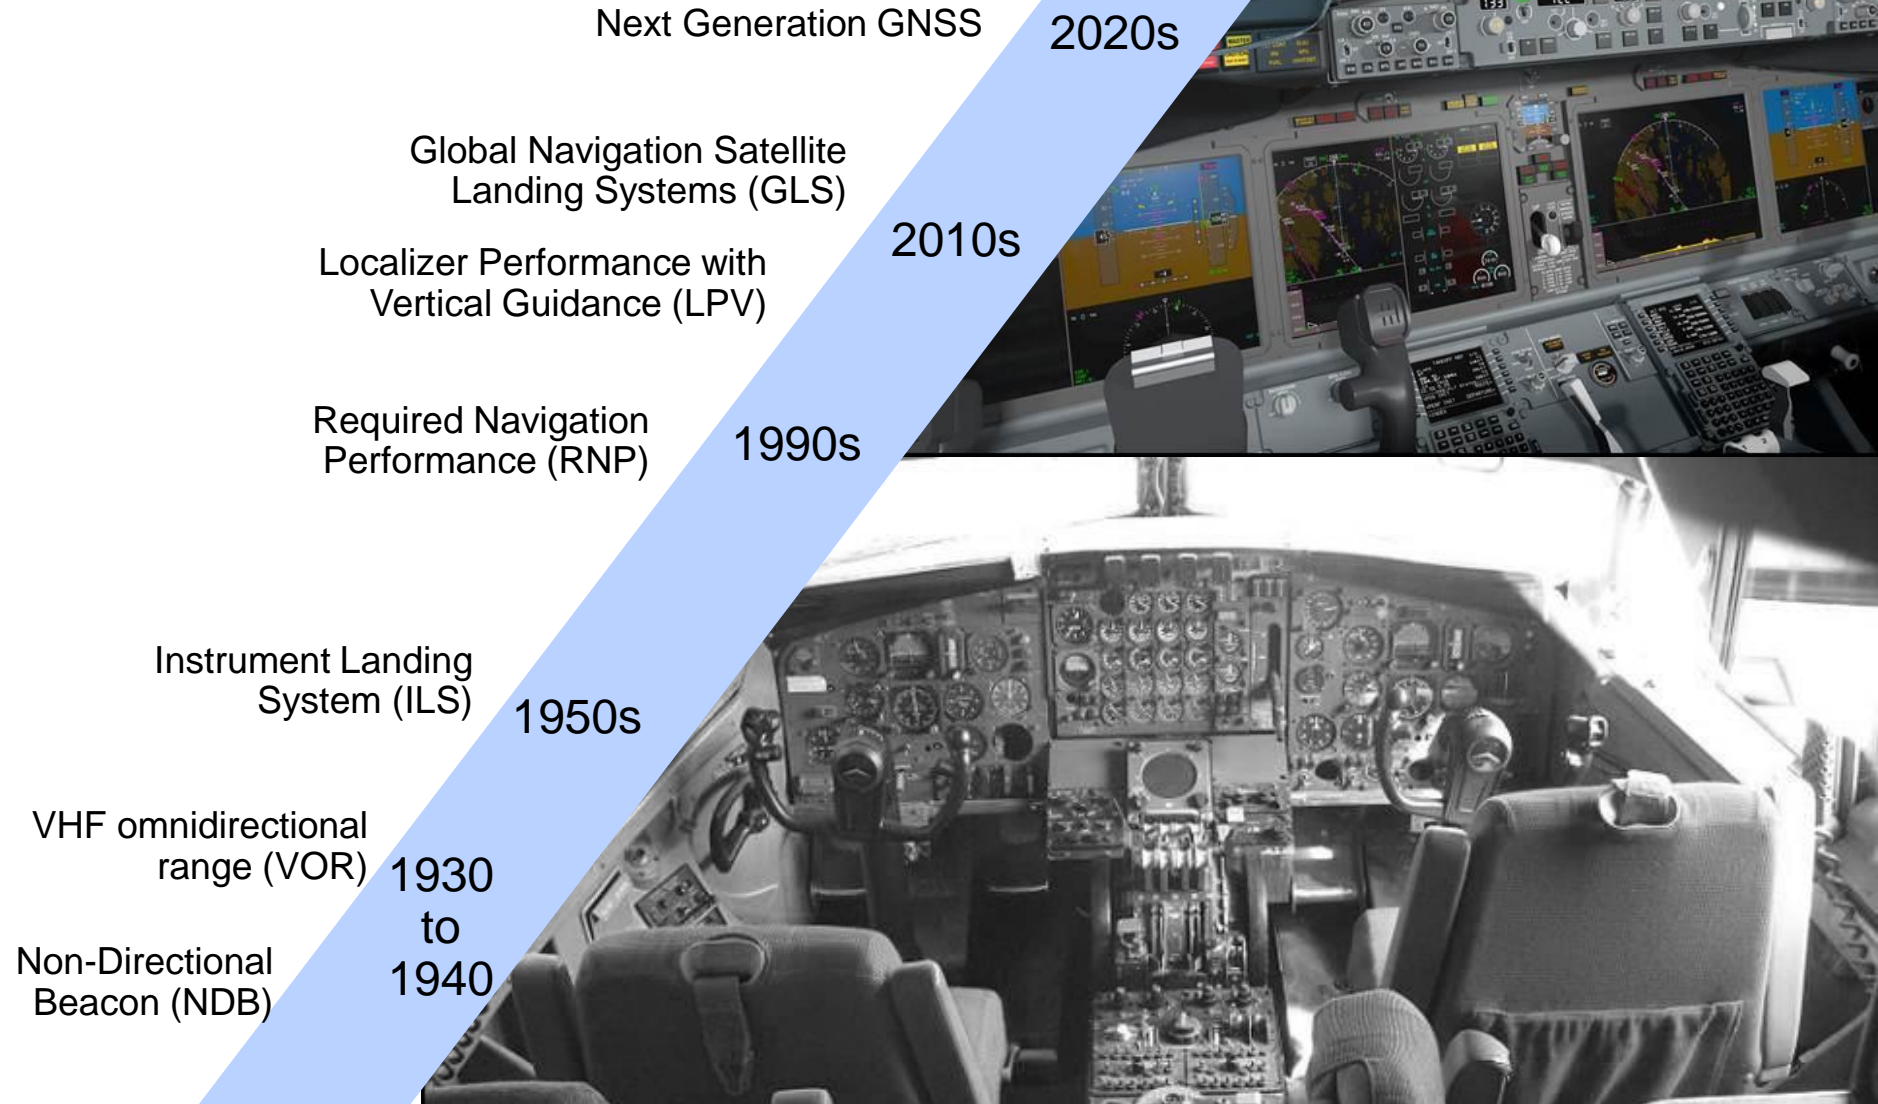 Next Generation GNSS
2020s
Global Navigation Satellite
Landing Systems (GLS)
2010s
Localizer Performance with
Vertical Guidance (LPV)
Required Navigation
Performance (RNP)
1990s
Instrument Landing
System (ILS)
1950s
VHF omnidirectional
range (VOR)
1930
to
1940
Non-Directional
Beacon (NDB)